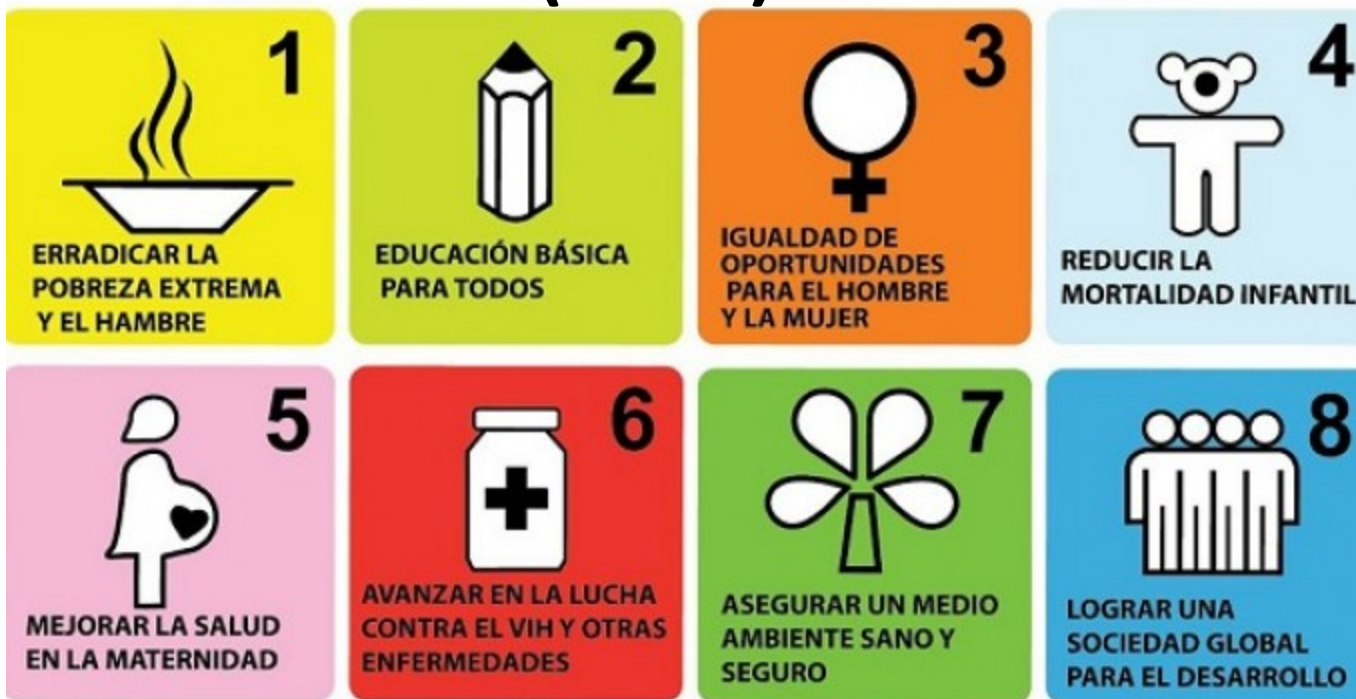 1
ERRADICAR LA
POBREZA EXTREMA
Y EL HAMBRE
2
EDUCACIÓN BÁSICA
PARA TODOS
3
IGUALDAD DE
OPORTUNIDADES
PARA EL HOMBRE
Y LA MUJER
4
REDUCIR LA
MORTALIDAD INFANTIL
5
MEJORAR LA SALUD
EN LA MATERNIDAD
6
AVANZAR EN LA LUCHA
CONTRA EL VIH Y OTRAS
ENFERMEDADES
7
ASEGURAR UN MEDIO
AMBIENTE SANO Y
SEGURO
8
LOGRAR UNA
SOCIEDAD GLOBAL
PARA EL DESARROLLO